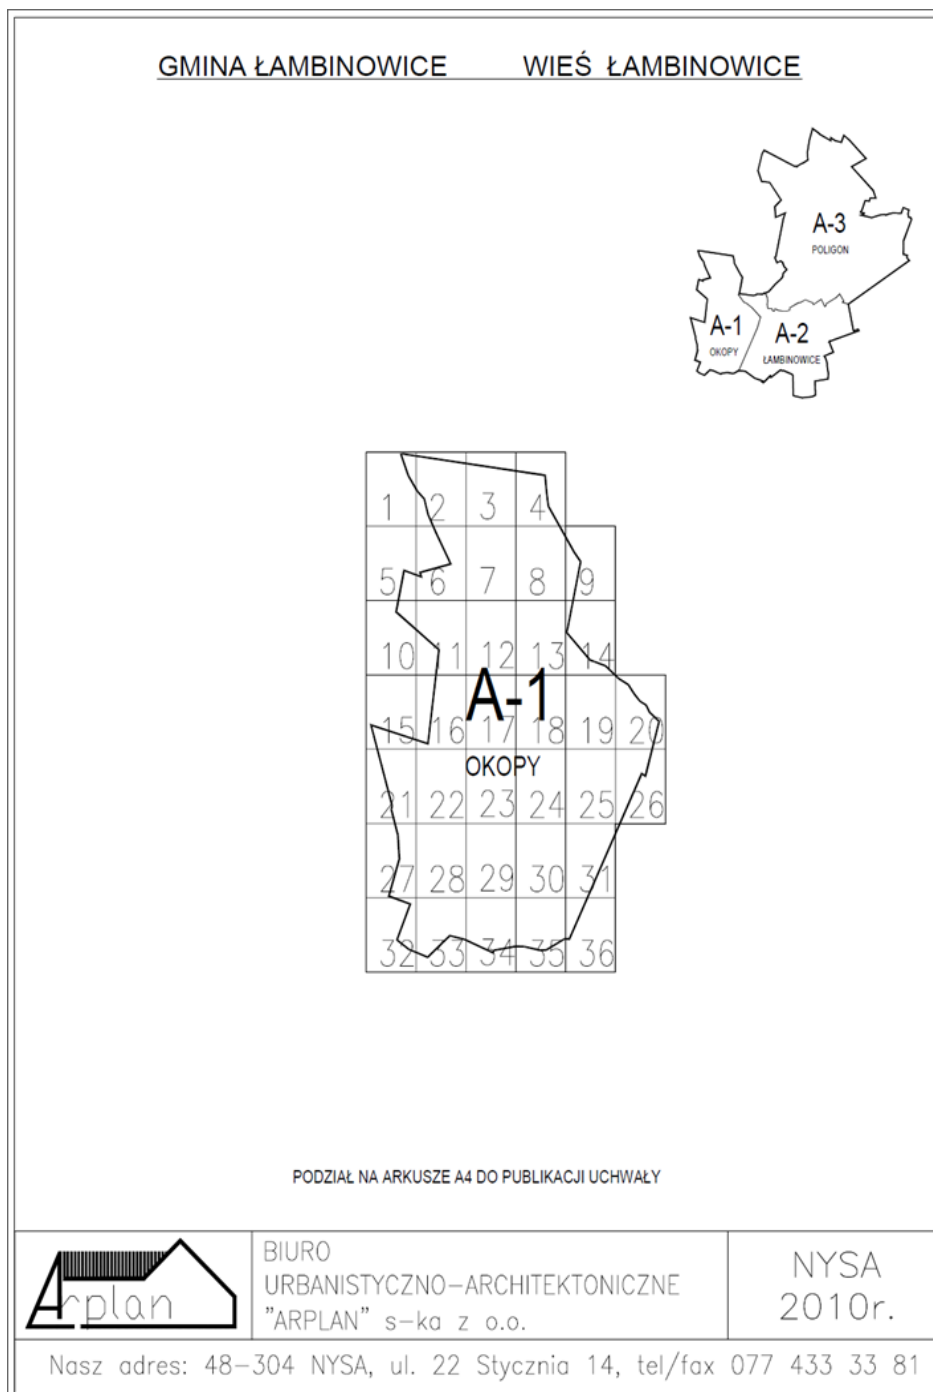 GMINA ŁAMBINOWICE WIEŚ ŁAMBINOWICE
A-3
POLIGON
A-1
OKOPY
A-2
ŁAMBINOWICE
1 2 3 4
5 6 7 8 9
10 11 12 13 14
A-1
15 16 17 18 19 20
OKOPY
21 22 23 24 25 26
27 28 29 30 31
32 33 34 35 36
PODZIAŁ NA ARKUSZE A4 DO PUBLIKACJI UCHWAŁY
Arplan
BIURO
URBANISTYCZNO-ARCHITEKTONICZNE
"ARPLAN" s-ka z o.o.
NYSA
2010r.
Nasz adres: 48-304 NYSA, ul. 22 Stycznia 14, tel/fax 077 433 33 81